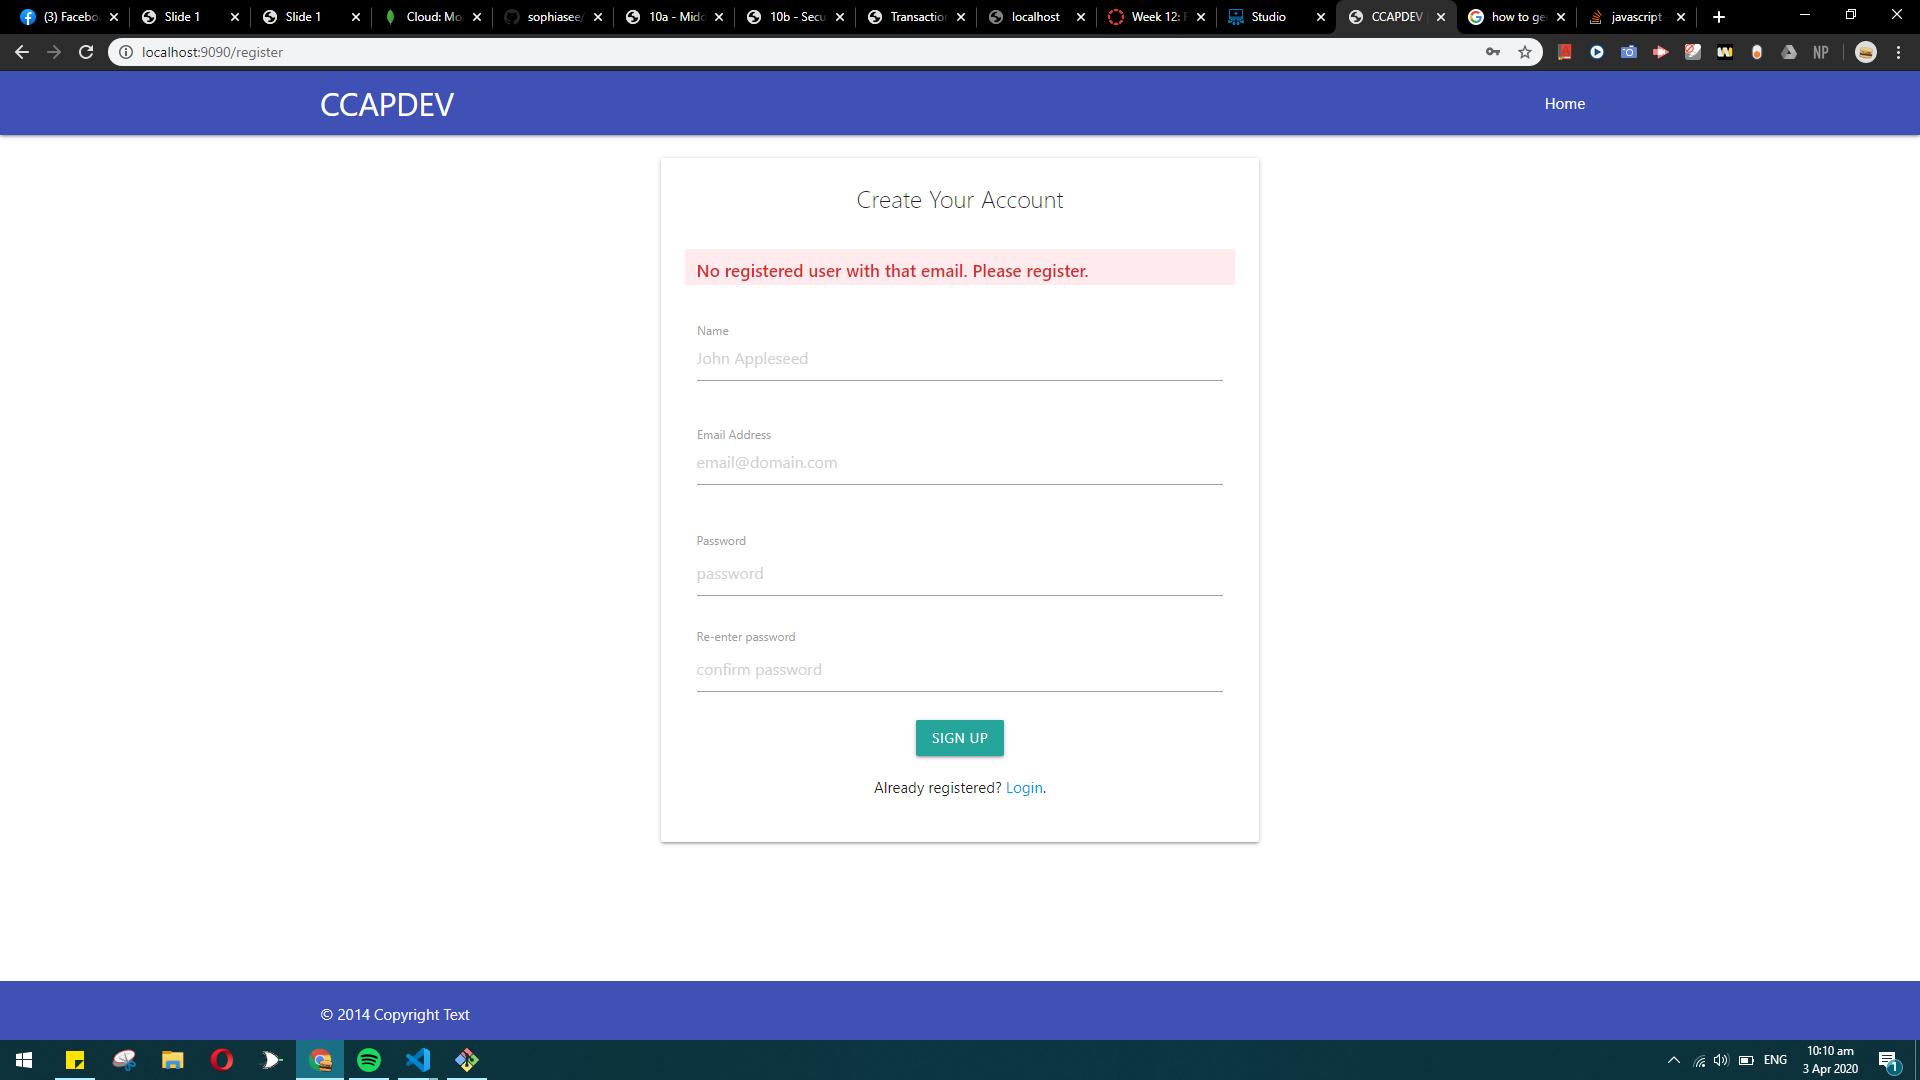 (3) Facebo
Slide 1
Slide 1
Cloud: Mo
sophiasee/
10a - Midd
10b - Secu
Transaction
localhost
Week 12: F
Studio
CCAPDEV
how to ge
javascript
localhost:9090/register
NP
CCAPDEV
Home
Create Your Account
No registered user with that email. Please register.
Name
John Appleseed
Email Address
email@domain.com
Password
password
Re-enter password
confirm password
SIGN UP
Already registered? Login.
© 2014 Copyright Text
ENG
10:10 am
3 Apr 2020
1